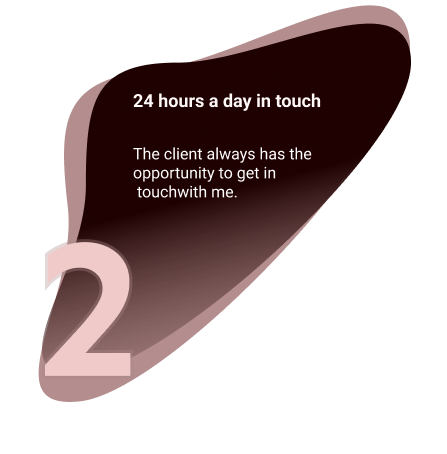 24 hours a day in touch
The client always has the
opportunity to get in
touchwith me.
2